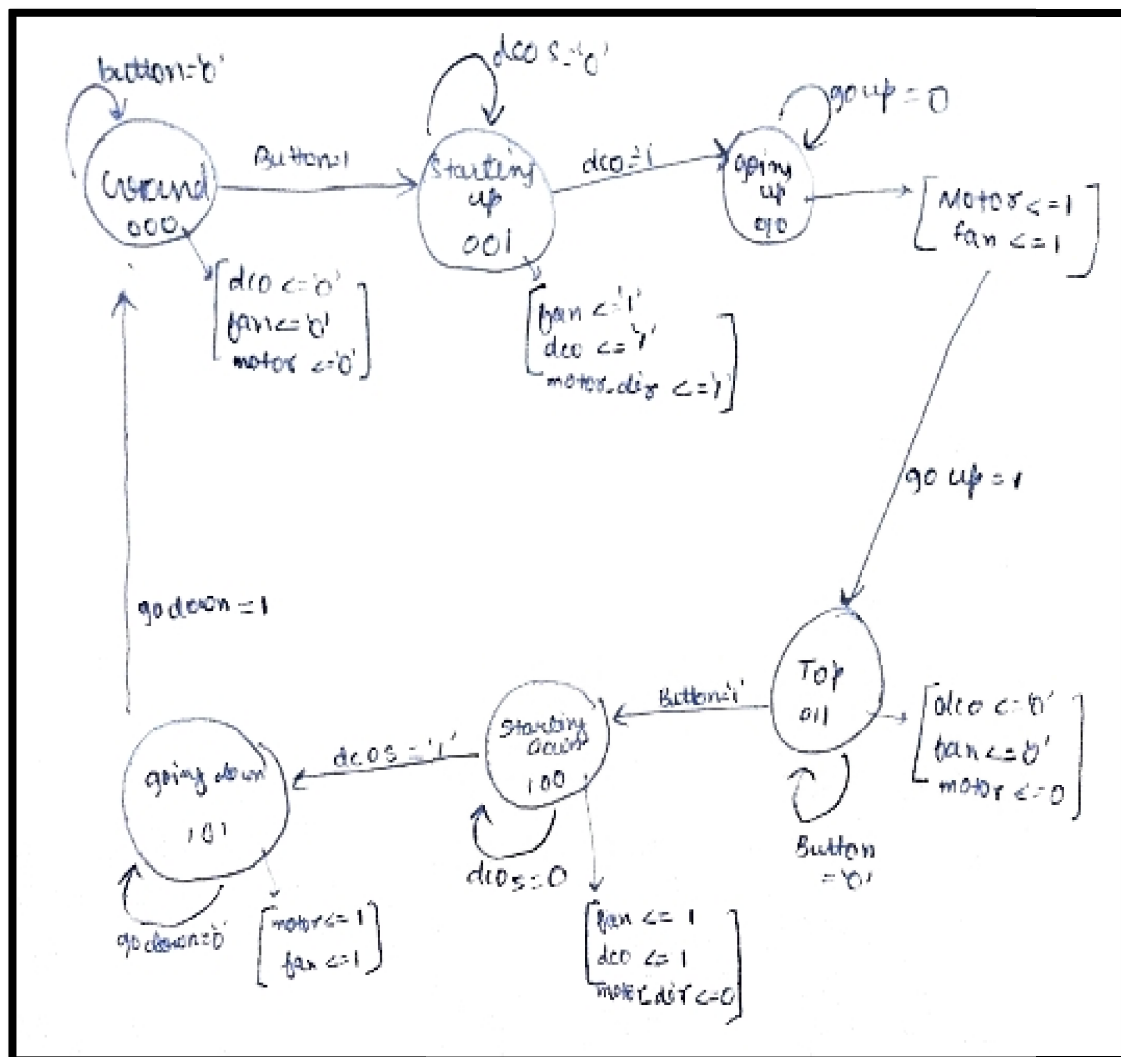 button='0'
dcos='0'
go up=0
Ground
000
Button=1
Starting
up
001
dco=1
going
up
010
Motor<=1
fan<=1
dco<='0'
fan<='0'
motor<='0'
fan<='1'
dco<='1'
motor_dir<='1'
go up=1
go down=1
Top
011
Button='1'
dco<='0'
fan<='0'
motor<=0
Button
='0'
Starting
100
dcos='1'
going down
101
dcos=0
go down='0'
motor<=1
fan<=1
fan<=1
dco<=1
motor_dir<=0